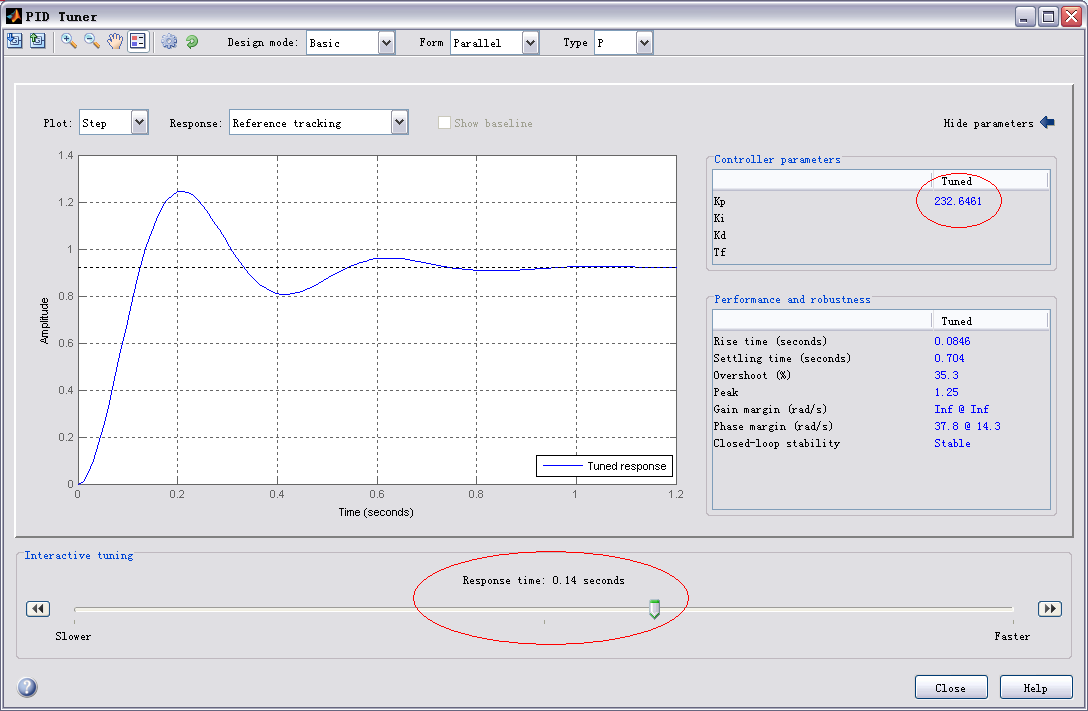 PID Tuner
Design mode: Basic Form Parallel Type P
Plot: Step Response: Reference tracking Show baseline Hide parameters
1.4
1.2
1
0.8
0.6
0.4
0.2
0
Amplitude
0 0.2 0.4 0.6 0.8 1 1.2
Time (seconds)
Tuned response
Controller parameters
Tuned
Kp 232.6461
Ki
Kd
Tf
Performance and robustness
Tuned
Rise time (seconds) 0.0846
Settling time (seconds) 0.704
Overshoot (%) 35.3
Peak 1.25
Gain margin (rad/s) Inf @ Inf
Phase margin (rad/s) 37.8 @ 14.3
Closed-loop stability Stable
Interactive tuning
Response time: 0.14 seconds
Slower Faster
? Close Help